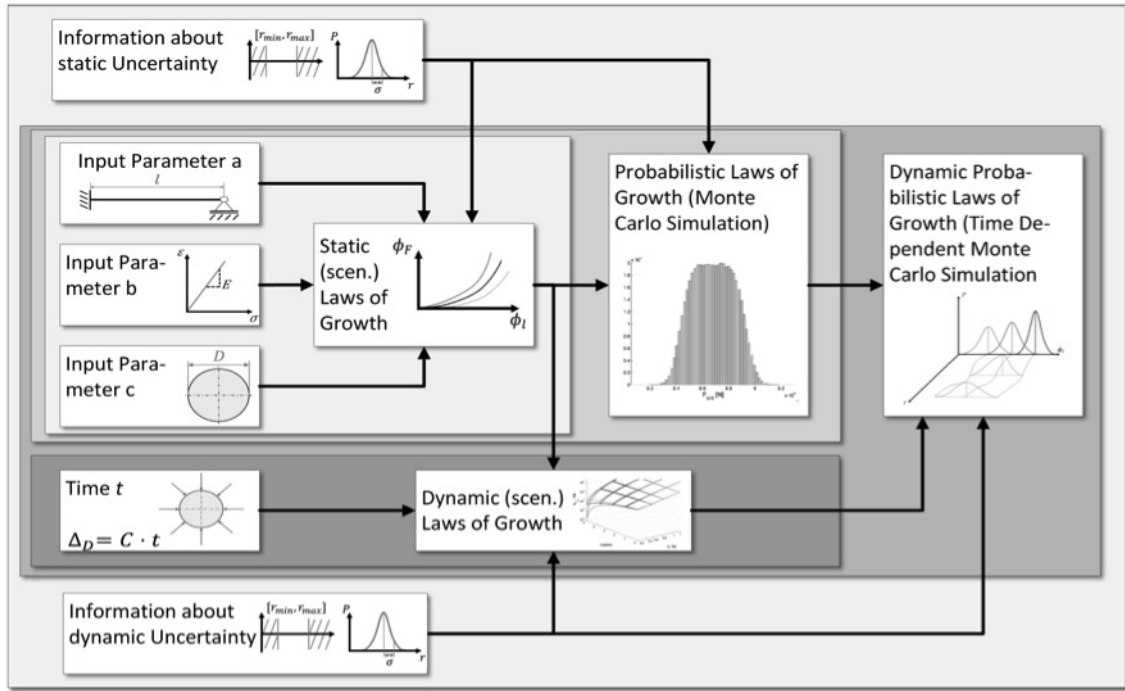 Information about
static Uncertainty
[r_min, r_max]
P
σ
r
Input Parameter a
l
Input Para-
meter b
ε
E
σ
Input Para-
meter c
D
Static
(scen.)
Laws of
Growth
ϕ_F
ϕ_l
Probabilistic Laws of
Growth (Monte
Carlo Simulation)
Dynamic Proba-
bilistic Laws of
Growth (Time De-
pendent Monte
Carlo Simulation
Time t
Δ_D = C · t
Dynamic (scen.)
Laws of Growth
Information about
dynamic Uncertainty
[r_min, r_max]
P
σ
r